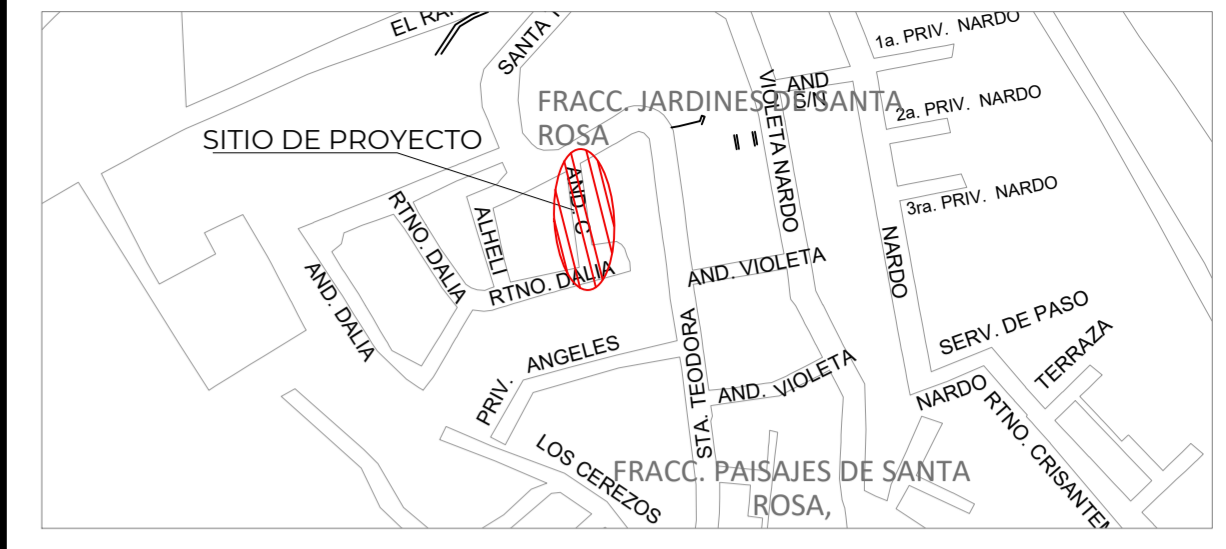 EL RA
SANTA
1a. PRIV. NARDO
AND
S/N
VIOLETA NARDO
2a. PRIV. NARDO
FRACC. JARDINES DE SANTA
ROSA
SITIO DE PROYECTO
AND. C
RTNO. DALIA
ALHELI
3ra. PRIV. NARDO
NARDO
AND. DALIA
RTNO. DALIA
AND. VIOLETA
SERV. DE PASO
TERRAZA
PRIV. ANGELES
STA. TEODORA
AND. VIOLETA
NARDO
RTNO. CRISANTEM
LOS CEREZOS
FRACC. PAISAJES DE SANTA
ROSA,